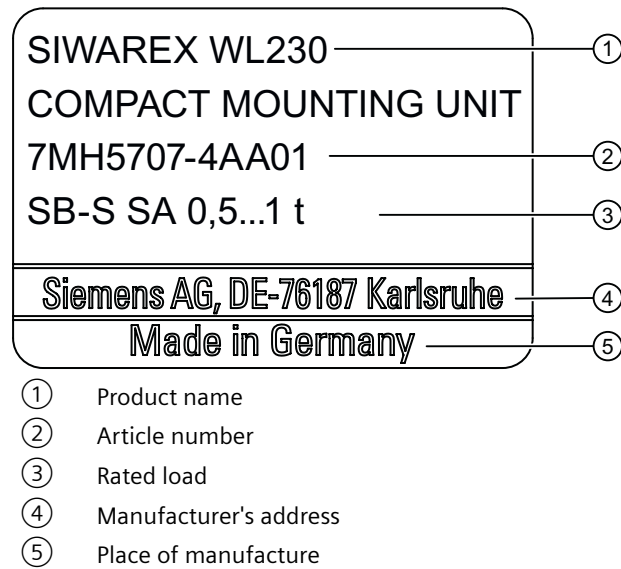 SIWAREX WL230 ①
COMPACT MOUNTING UNIT
7MH5707-4AA01 ②
SB-S SA 0,5...1 t ③
Siemens AG, DE-76187 Karlsruhe ④
Made in Germany ⑤
① Product name
② Article number
③ Rated load
④ Manufacturer's address
⑤ Place of manufacture